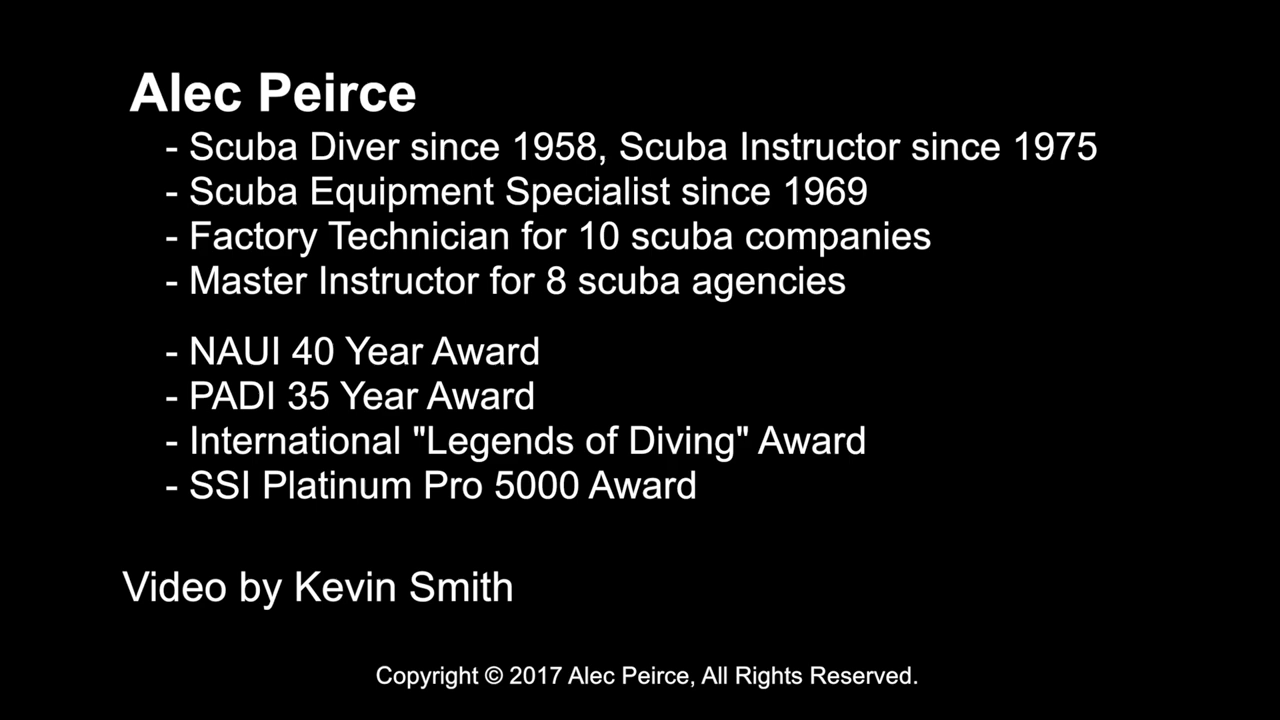 Alec Peirce
- Scuba Diver since 1958, Scuba Instructor since 1975
- Scuba Equipment Specialist since 1969
- Factory Technician for 10 scuba companies
- Master Instructor for 8 scuba agencies
- NAUI 40 Year Award
- PADI 35 Year Award
- International "Legends of Diving" Award
- SSI Platinum Pro 5000 Award
Video by Kevin Smith
Copyright © 2017 Alec Peirce, All Rights Reserved.